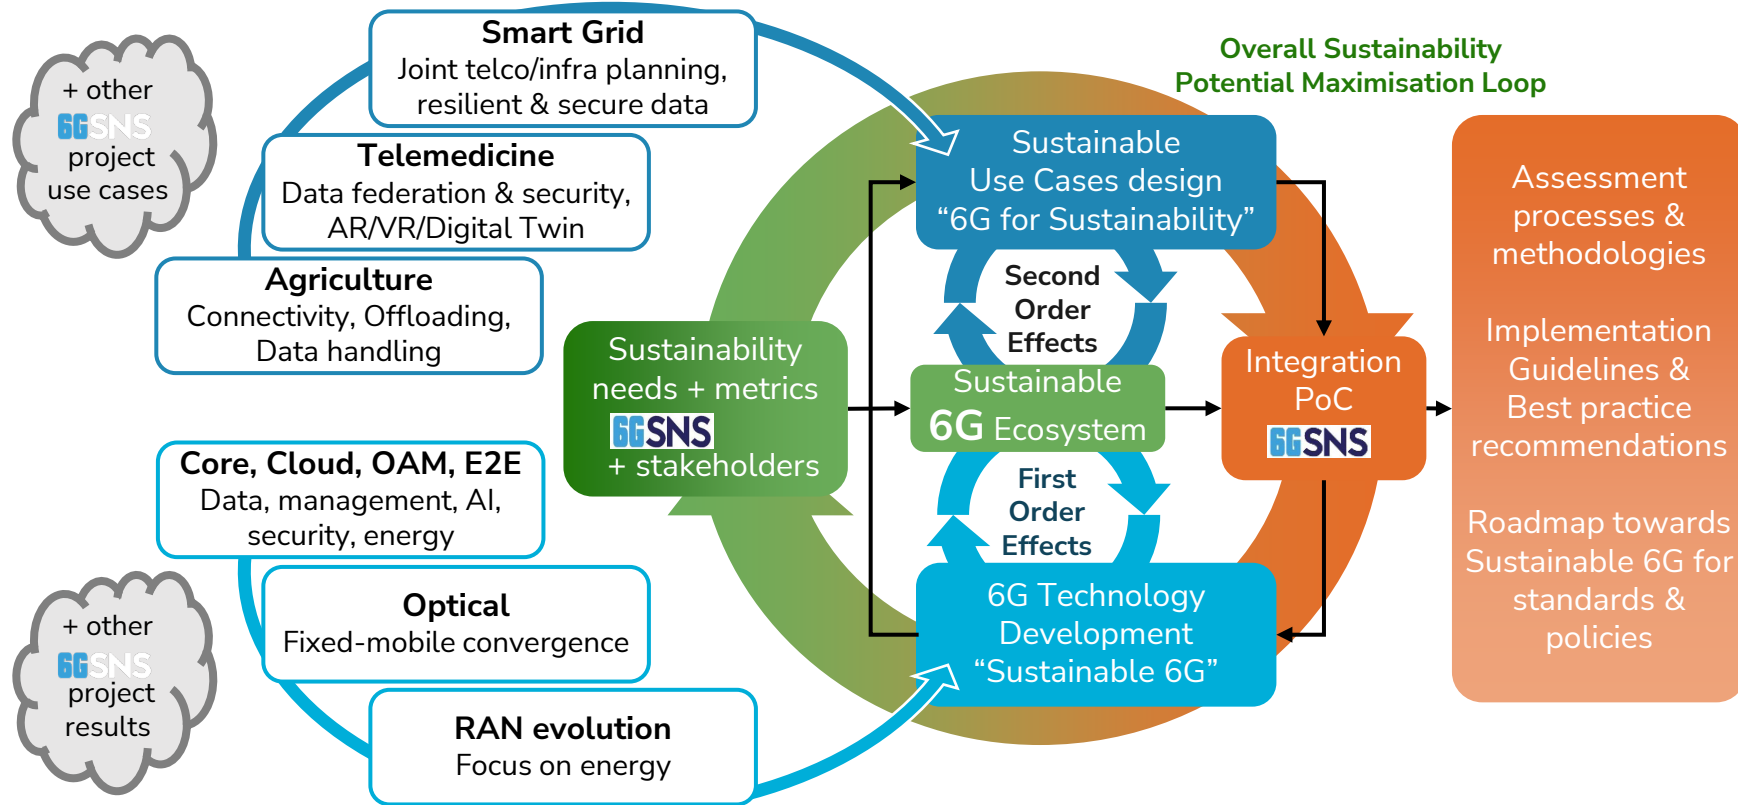 + other
6GSNS
project
use cases
Smart Grid
Joint telco/infra planning,
resilient & secure data
Telemedicine
Data federation & security,
AR/VR/Digital Twin
Agriculture
Connectivity, Offloading,
Data handling
Core, Cloud, OAM, E2E
Data, management, AI,
security, energy
Optical
Fixed-mobile convergence
RAN evolution
Focus on energy
+ other
6GSNS
project
results
Sustainability
needs + metrics
6GSNS
+ stakeholders
Overall Sustainability
Potential Maximisation Loop
Sustainable
Use Cases design
“6G for Sustainability”
Second
Order
Effects
Sustainable
6G Ecosystem
First
Order
Effects
6G Technology
Development
“Sustainable 6G”
Integration
PoC
6GSNS
Assessment
processes &
methodologies
Implementation
Guidelines &
Best practice
recommendations
Roadmap towards
Sustainable 6G for
standards &
policies